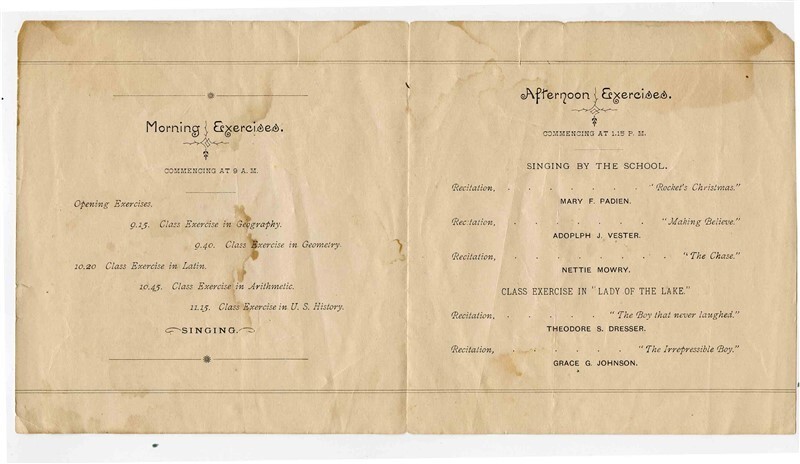 Morning Exercises.
COMMENCING AT 9 A. M.
Opening Exercises.
9.15. Class Exercise in Geography.
9.40. Class Exercise in Geometry.
10.20 Class Exercise in Latin.
10.45. Class Exercise in Arithmetic.
11.15. Class Exercise in U. S. History.
SINGING.
Afternoon Exercises.
COMMENCING AT 1.15 P. M.
SINGING BY THE SCHOOL.
Recitation, . . . . . . . "Rocket's Christmas."
MARY F. PADIEN.
Recitation, . . . . . . . "Making Believe."
ADOPLPH J. VESTER.
Recitation, . . . . . . . . "The Chase."
NETTIE MOWRY.
CLASS EXERCISE IN "LADY OF THE LAKE."
Recitation, . . . . . "The Boy that never laughed."
THEODORE S. DRESSER.
Recitation, . . . . . . "The Irrepressible Boy."
GRACE G. JOHNSON.